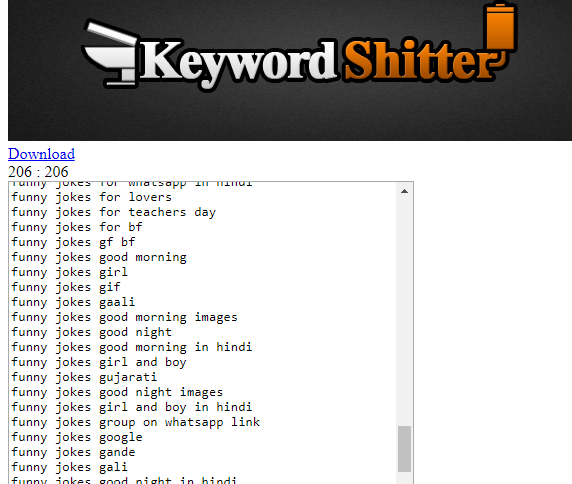 Keyword Shitter
Download
206 : 206
funny jokes for whatsapp in hindi
funny jokes for lovers
funny jokes for teachers day
funny jokes for bf
funny jokes gf bf
funny jokes good morning
funny jokes girl
funny jokes gif
funny jokes gaali
funny jokes good morning images
funny jokes good night
funny jokes good morning in hindi
funny jokes girl and boy
funny jokes gujarati
funny jokes good night images
funny jokes girl and boy in hindi
funny jokes group on whatsapp link
funny jokes google
funny jokes gande
funny jokes gali
funny jokes good night in hindi